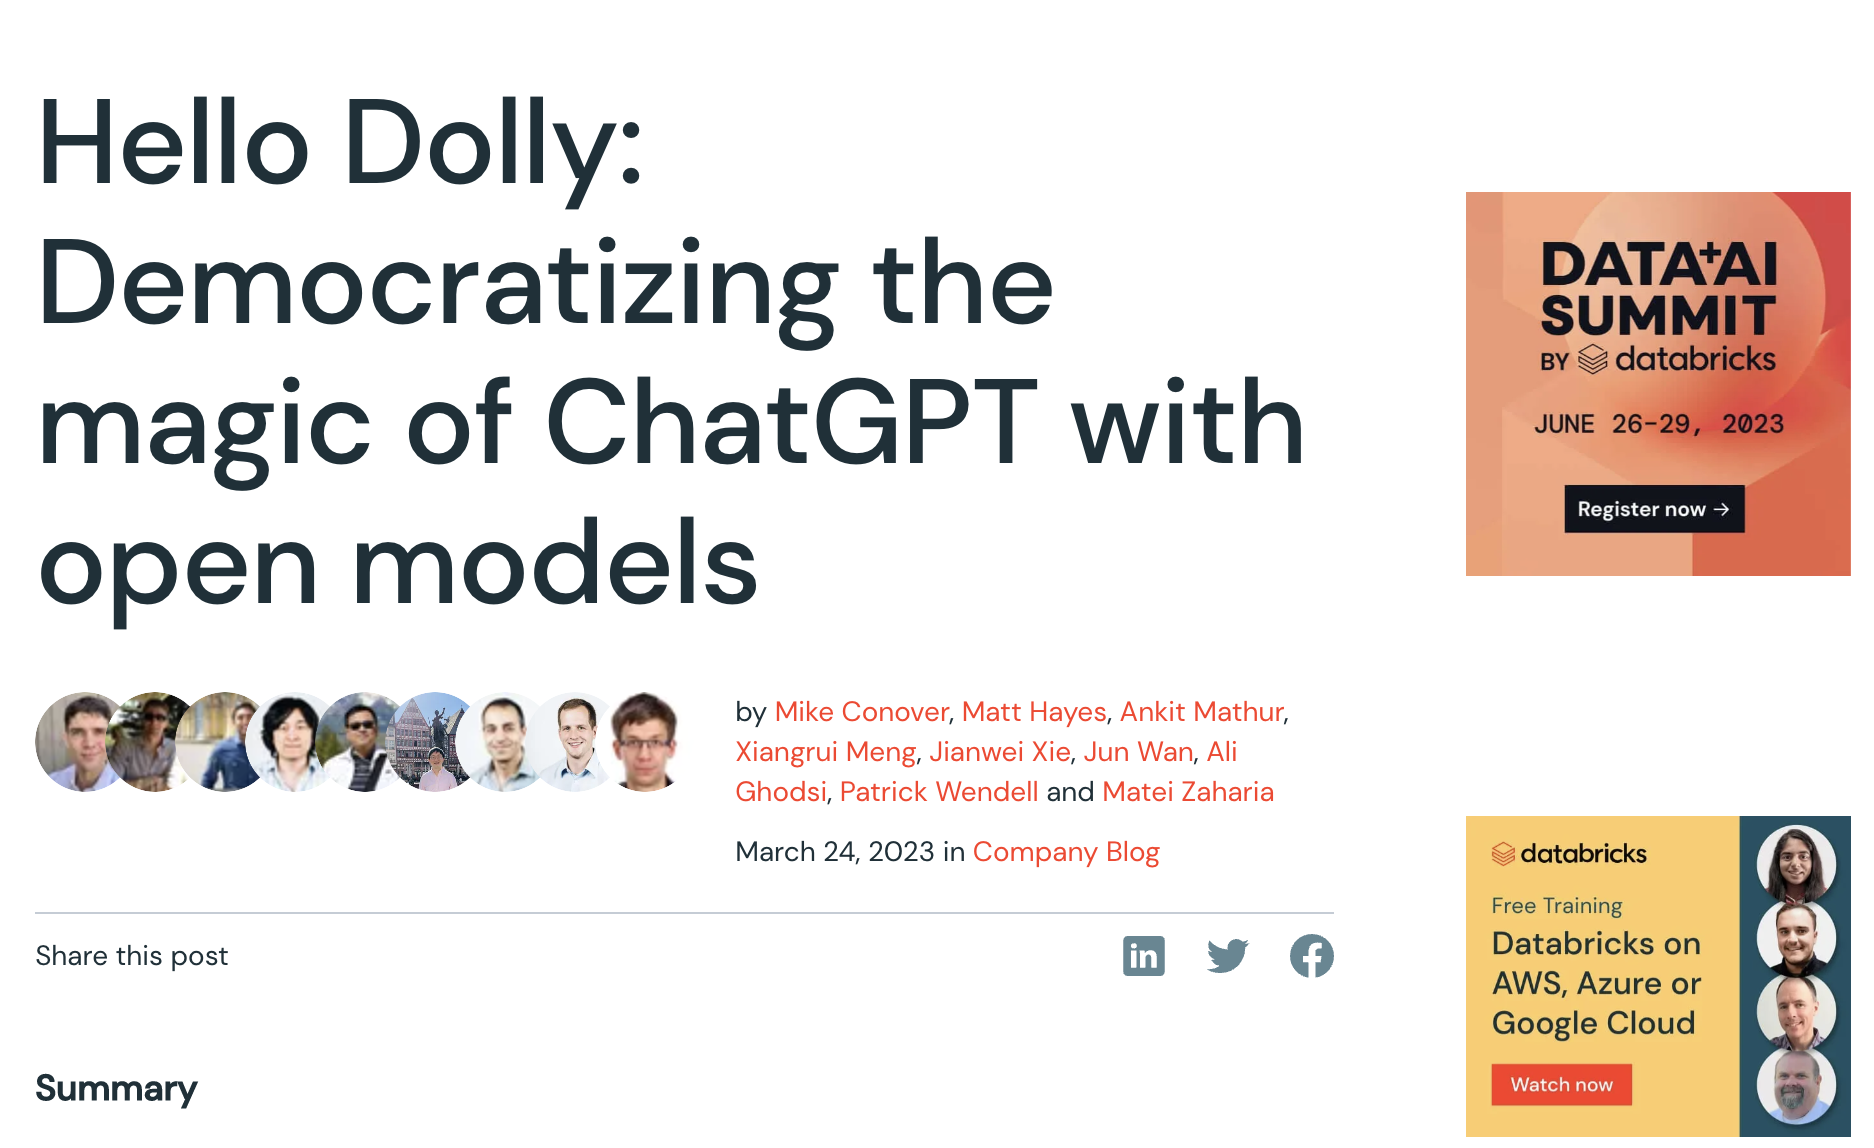 Hello Dolly:
Democratizing the
magic of ChatGPT with
open models
by Mike Conover, Matt Hayes, Ankit Mathur,
Xiangrui Meng, Jianwei Xie, Jun Wan, Ali
Ghodsi, Patrick Wendell and Matei Zaharia
March 24, 2023 in Company Blog
Share this post
in
Summary
DATA+AI
SUMMIT
BY databricks
JUNE 26-29, 2023
Register now →
databricks
Free Training
Databricks on
AWS, Azure or
Google Cloud
Watch now